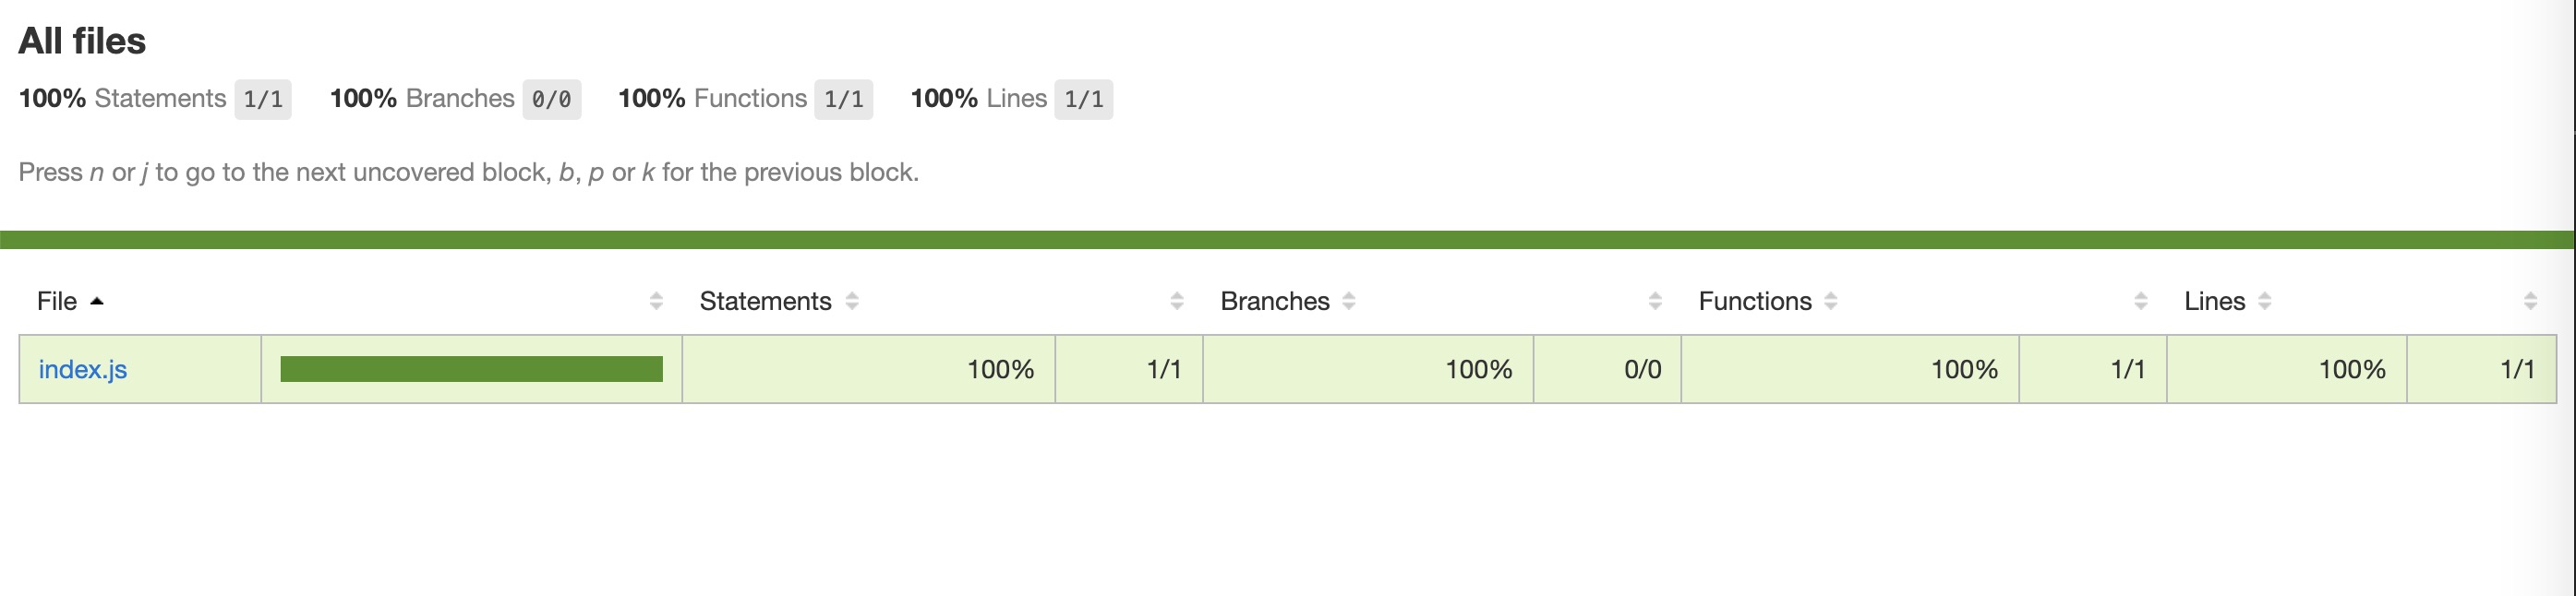 All files
100% Statements 1/1 100% Branches 0/0 100% Functions 1/1 100% Lines 1/1
Press n or j to go to the next uncovered block, b, p or k for the previous block.
File Statements Branches Functions Lines
index.js 100% 1/1 100% 0/0 100% 1/1 100% 1/1